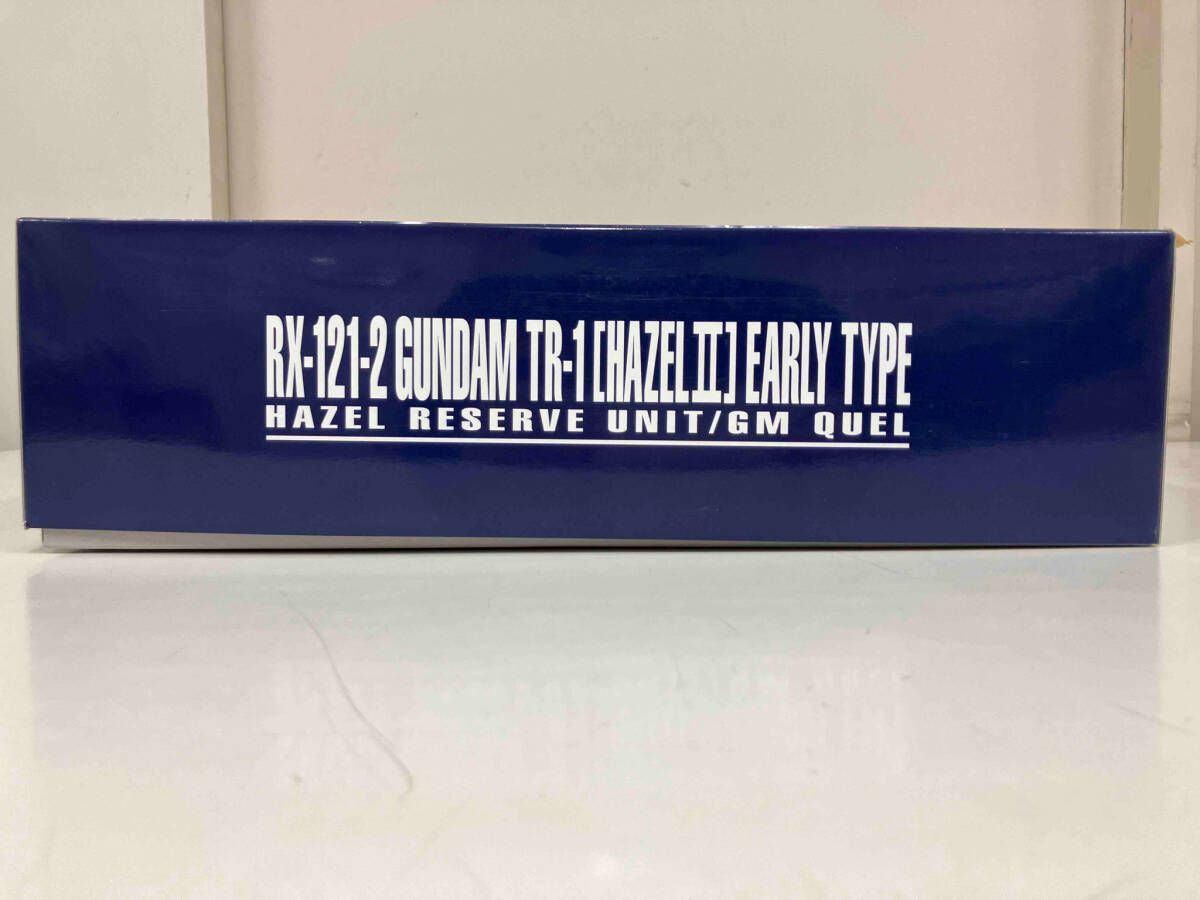 RX-121-2 GUNDAM TR-1 [HAZEL II] EARLY TYPE
HAZEL RESERVE UNIT/GM QUEL